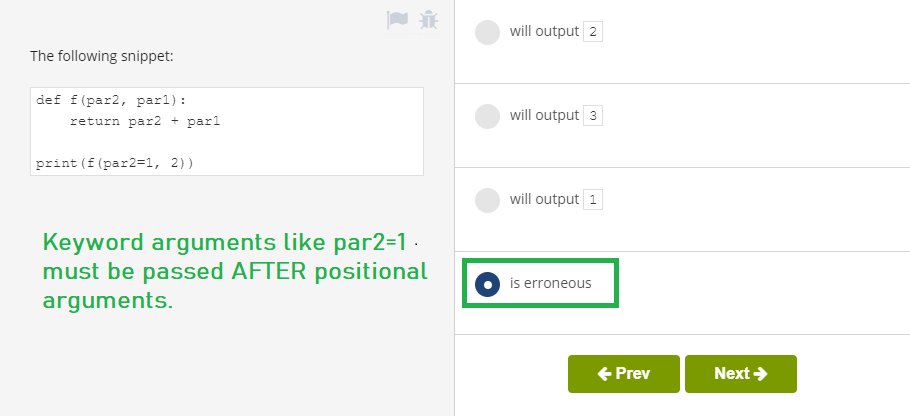 The following snippet:
def f(par2, par1):
    return par2 + par1
print(f(par2=1, 2))
Keyword arguments like par2=1 .
must be passed AFTER positional
arguments.
will output 2
will output 3
will output 1
is erroneous
Prev
Next